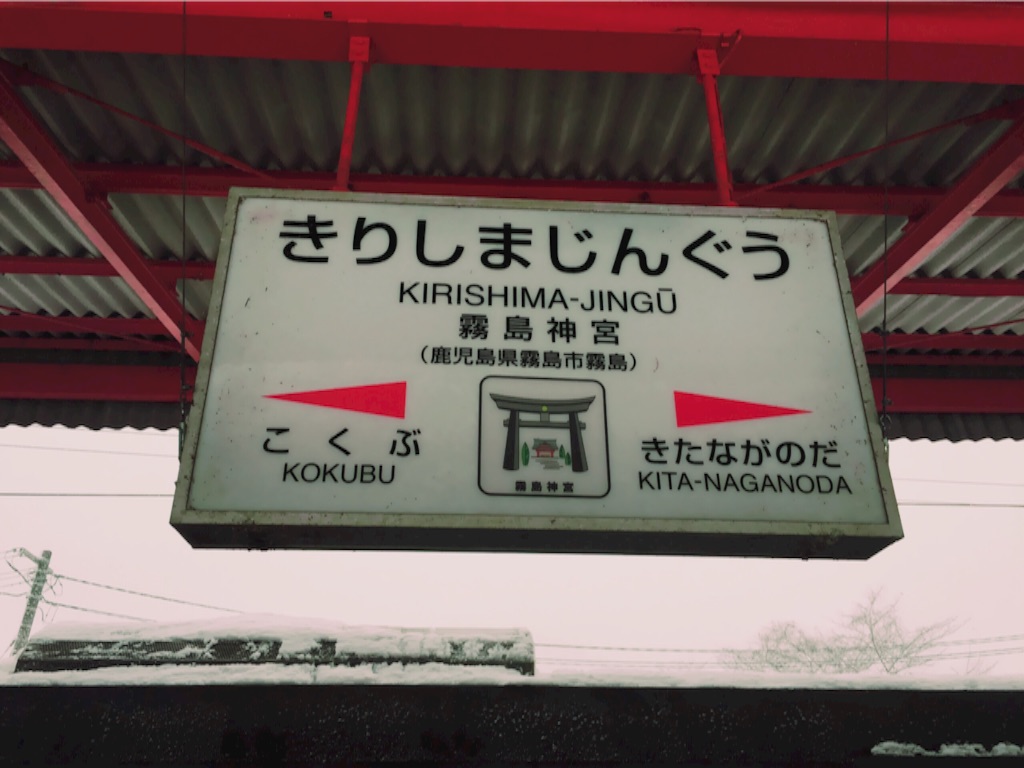 きりしまじんぐう
KIRISHIMA-JINGŪ
霧島神宮
(鹿児島県霧島市霧島)
こくぶ
KOKUBU
霧島神宮
きたながのだ
KITA-NAGANODA